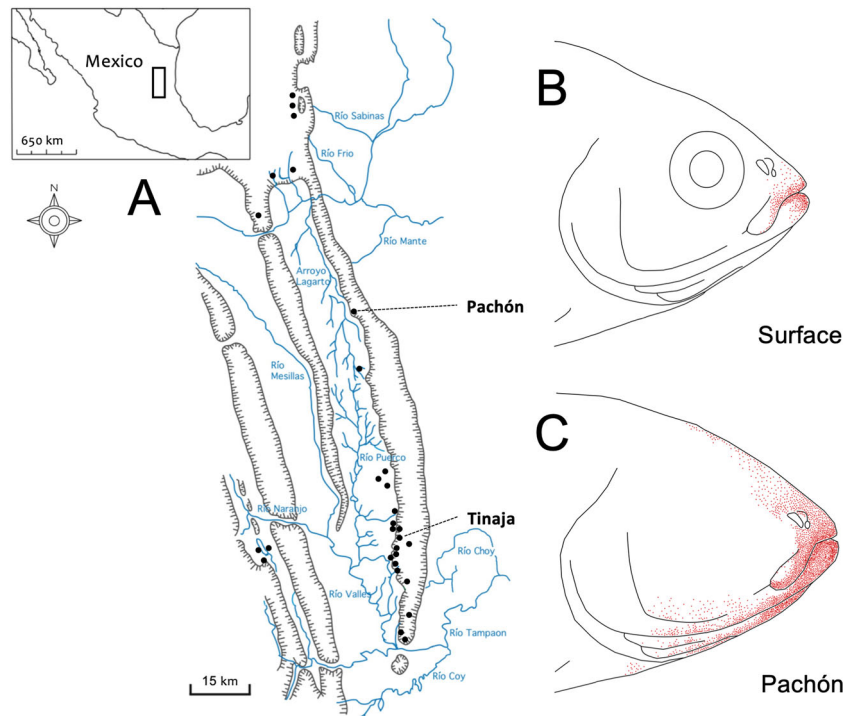 Mexico
650 km
N
A
Río Sabinas
Río Frio
Río Mante
Arroyo
Lagarto
Pachón
Río
Mesillas
Río Puerco
Río Naranjo
Tinaja
Río Choy
Río Valles
Río Tampaon
Río Coy
15 km
B
Surface
C
Pachón